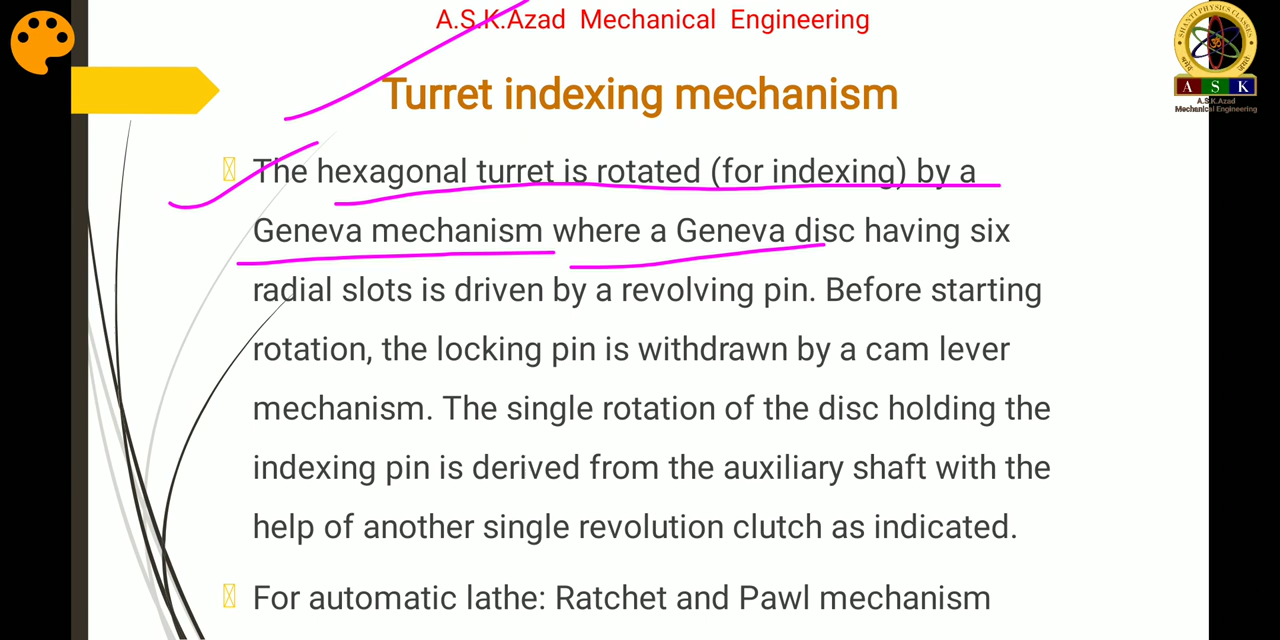 A.S.K.Azad Mechanical Engineering
SHANTI PHYSICS CLASSES
A S K
A.S.K.Azad
Mechanical Engineering
Turret indexing mechanism
The hexagonal turret is rotated (for indexing) by a
Geneva mechanism where a Geneva disc having six
radial slots is driven by a revolving pin. Before starting
rotation, the locking pin is withdrawn by a cam lever
mechanism. The single rotation of the disc holding the
indexing pin is derived from the auxiliary shaft with the
help of another single revolution clutch as indicated.
For automatic lathe: Ratchet and Pawl mechanism